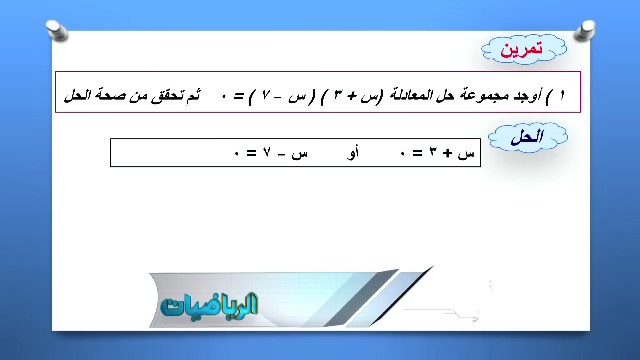 تمرين
١ ) أوجد مجموعة حل المعادلة (س + ٣ ) ( س – ٧ ) = ٠ ثم تحقق من صحة الحل
الحل
س + ٣ = ٠ أو س – ٧ = ٠
الرياضيات